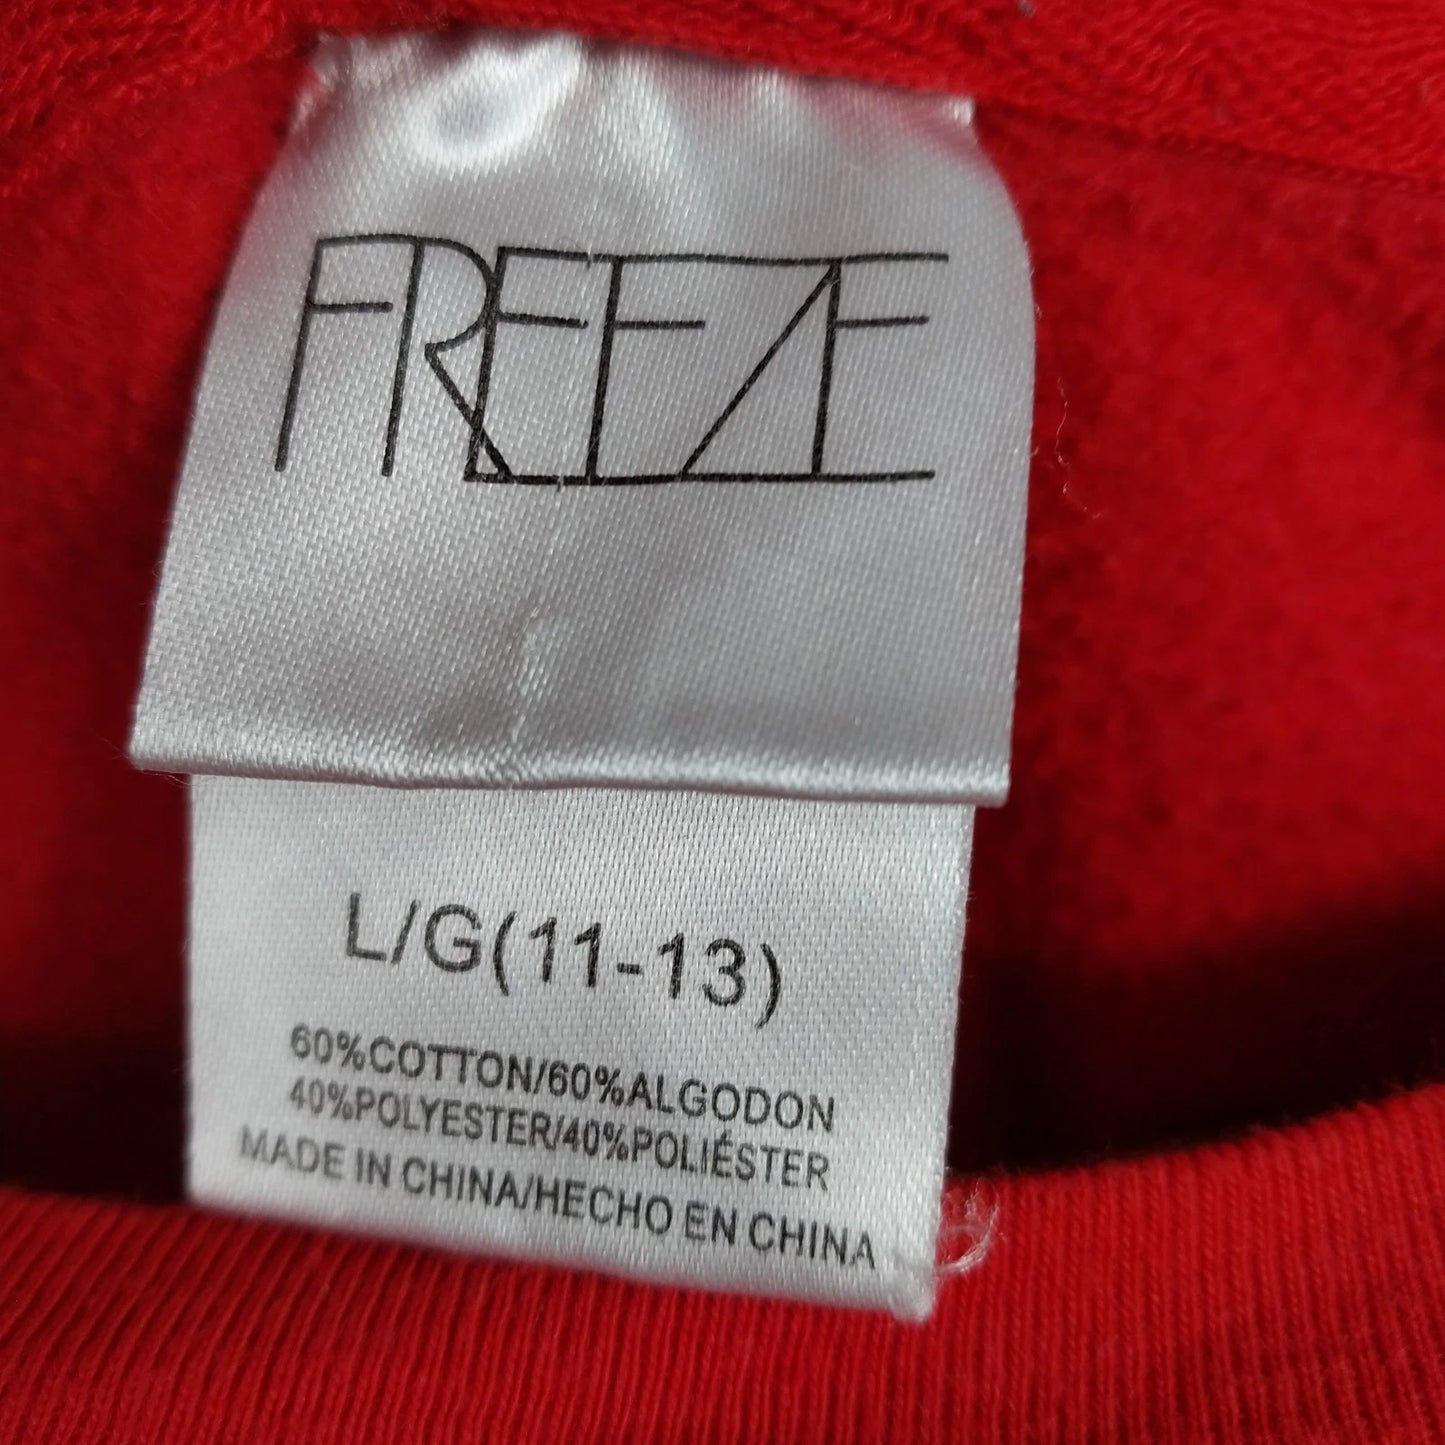 FREEZE
L/G(11-13)
60%COTTON/60%ALGODON
40%POLYESTER/40%POLIÉSTER
MADE IN CHINA/HECHO EN CHINA